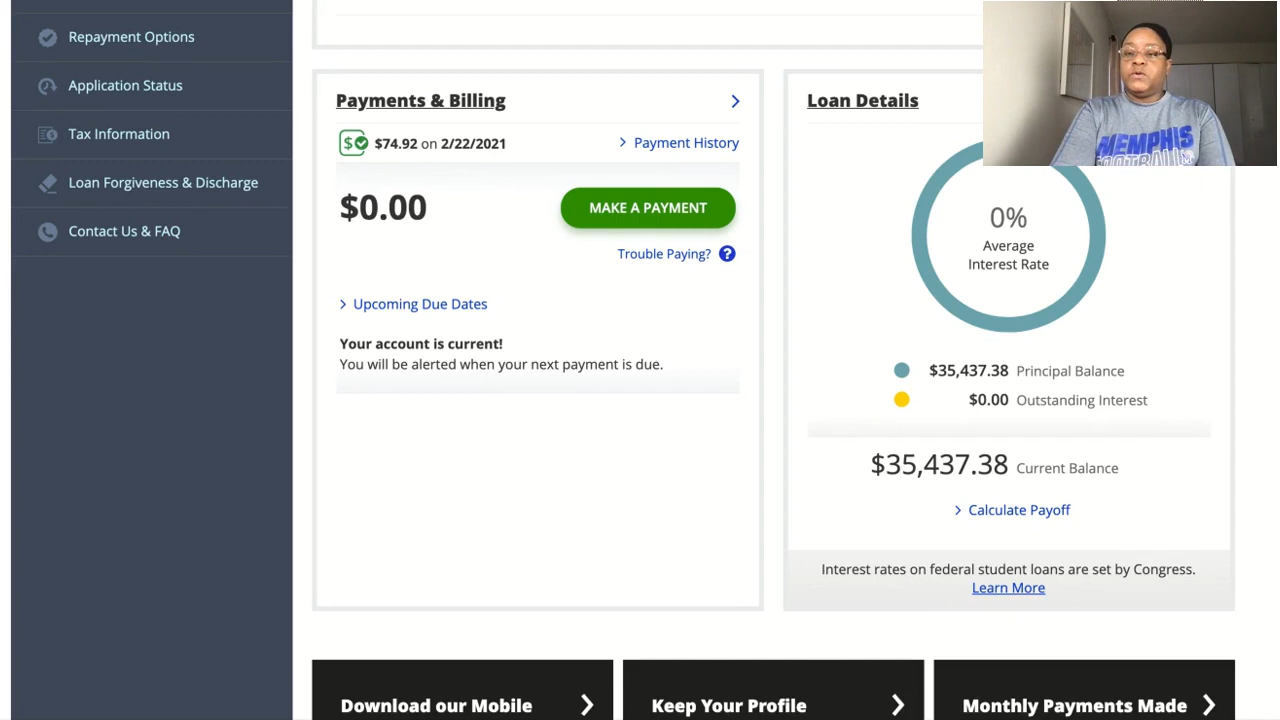 Repayment Options
Application Status
Tax Information
Loan Forgiveness & Discharge
Contact Us & FAQ
Payments & Billing
$74.92 on 2/22/2021
Payment History
$0.00
MAKE A PAYMENT
Trouble Paying? ?
Upcoming Due Dates
Your account is current!
You will be alerted when your next payment is due.
Loan Details
0%
Average
Interest Rate
$35,437.38 Principal Balance
$0.00 Outstanding Interest
$35,437.38 Current Balance
Calculate Payoff
Interest rates on federal student loans are set by Congress.
Learn More
MEMPHIS
FOOTBALL
Download our Mobile
Keep Your Profile
Monthly Payments Made